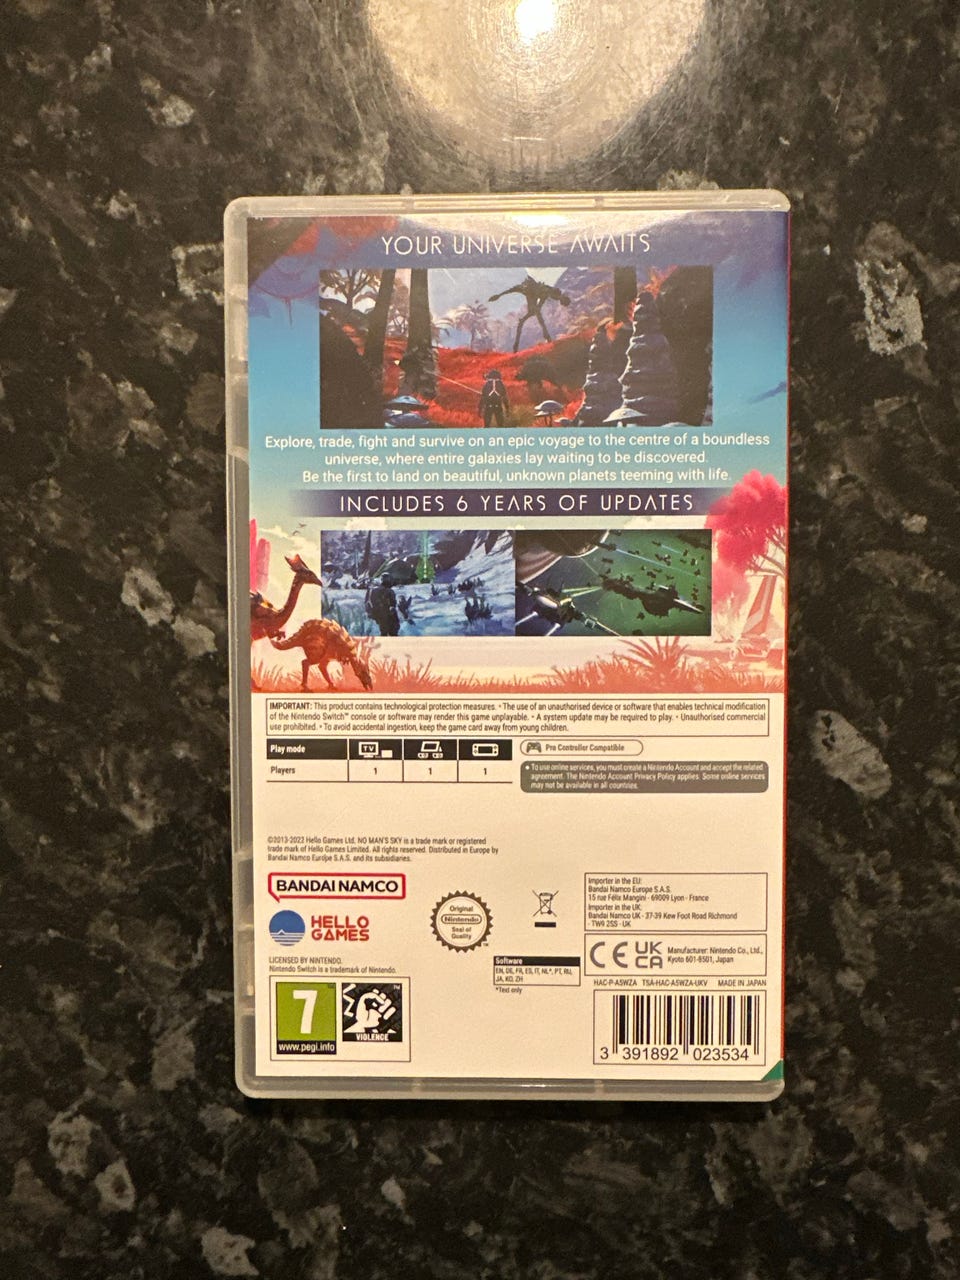 YOUR UNIVERSE AWAITS
Explore, trade, fight and survive on an epic voyage to the centre of a boundless
universe, where entire galaxies lay waiting to be discovered.
Be the first to land on beautiful, unknown planets teeming with life.
INCLUDES 6 YEARS OF UPDATES
IMPORTANT: This product contains technological protection measures. • The use of an unauthorised device or software that enables technical modification
of the Nintendo Switch™ console or software may render this game unplayable. • A system update may be required to play. • Unauthorised commercial
use prohibited. • To avoid accidental ingestion, keep the game card away from young children.
Play mode TV
Players 1 1 1
Pro Controller Compatible
• To use online services, you must create a Nintendo Account and accept the related
agreement. The Nintendo Account Privacy Policy applies. Some online services
may not be available in all countries.
©2013-2022 Hello Games Ltd. NO MAN'S SKY is a trade mark or registered
trade mark of Hello Games Limited. All rights reserved. Distributed in Europe by
Bandai Namco Europe S.A.S. and its subsidiaries.
BANDAI NAMCO
HELLO
GAMES
Original
Nintendo
Seal of
Quality
Importer in the EU:
Bandai Namco Europe S.A.S.
15 rue Félix Mangini - 69009 Lyon - France
Importer in the UK:
Bandai Namco UK - 37-39 Kew Foot Road Richmond
- TW9 2SS - UK
CE UK
CA
Manufacturer: Nintendo Co., Ltd.,
Kyoto 601-8501, Japan
LICENSED BY NINTENDO.
Nintendo Switch is a trademark of Nintendo.
Software
EN, DE, FR, ES, IT, NL*, PT, RU,
JA, KO, ZH
*Text only
HAC-P-A5WZA TSA-HAC-A5WZA-UKV MADE IN JAPAN
7
www.pegi.info
VIOLENCE
3 391892 023534